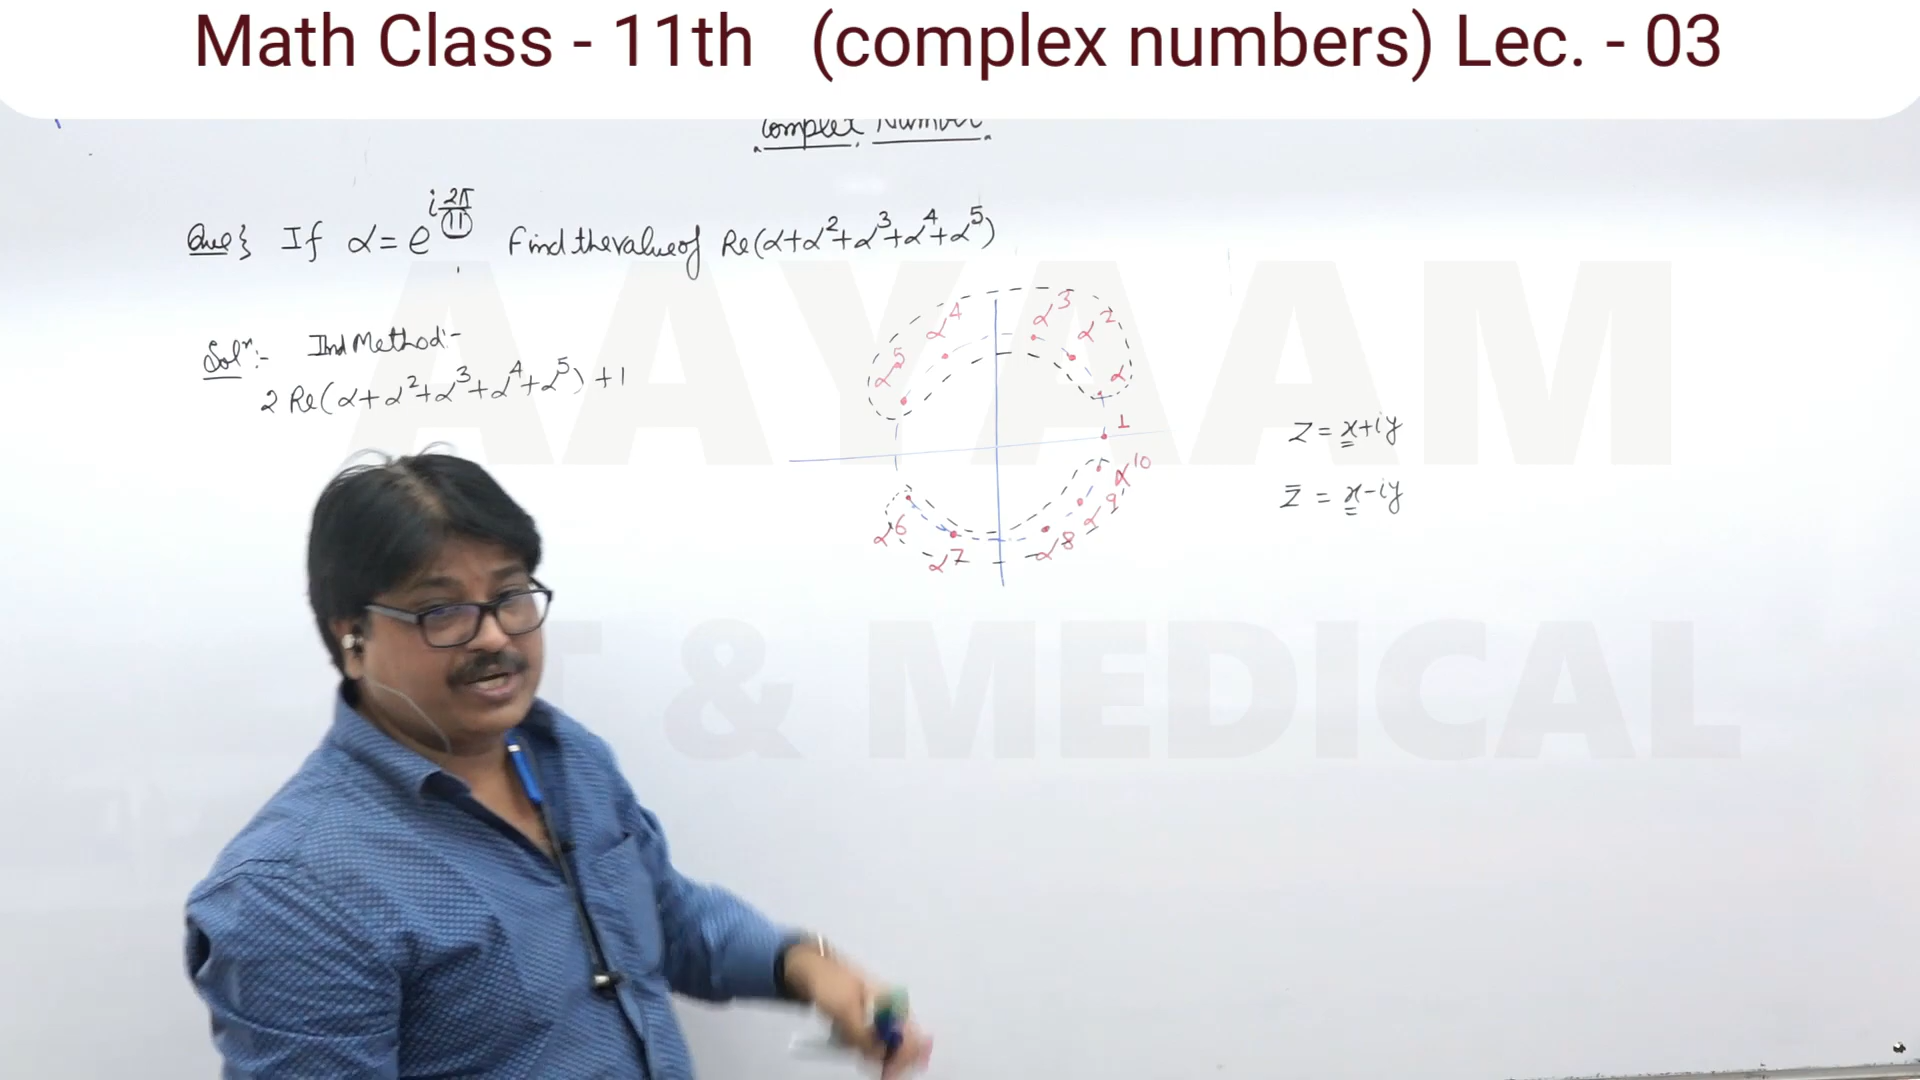 Math Class - 11th (complex numbers) Lec. - 03
Complex Number
Que} If α = e^{i 2π/11} Find the value of Re(α+α²+α³+α⁴+α⁵)
Solⁿ:- IInd Method:-
2 Re(α+α²+α³+α⁴+α⁵) +1
α⁴ α³ α²
α⁵ α
1
α¹⁰
α⁹
α⁶ α⁷ α⁸
z = x+iy
z̄ = x-iy
AAYAAM
& MEDICAL